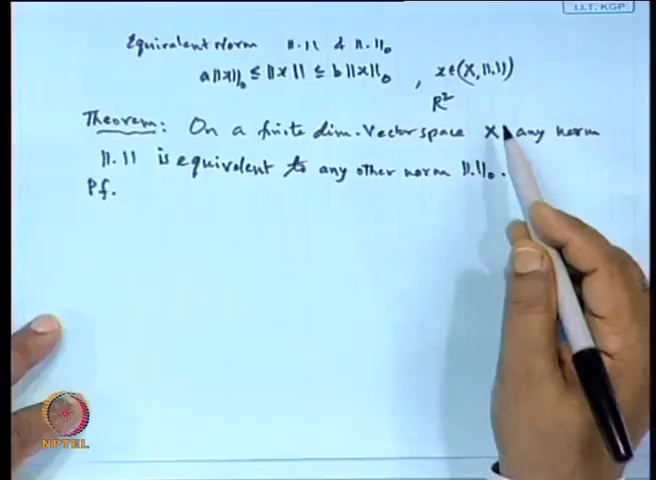 I.I.T. KGP
Equivalent Norm ||.|| & ||.||₀
a||x||₀ ≤ ||x|| ≤ b||x||₀ , x∈(X,||.||)
R²
Theorem: On a finite dim. Vector space X any norm
||.|| is equivalent to any other norm ||.||₀.
Pf.
NPTEL